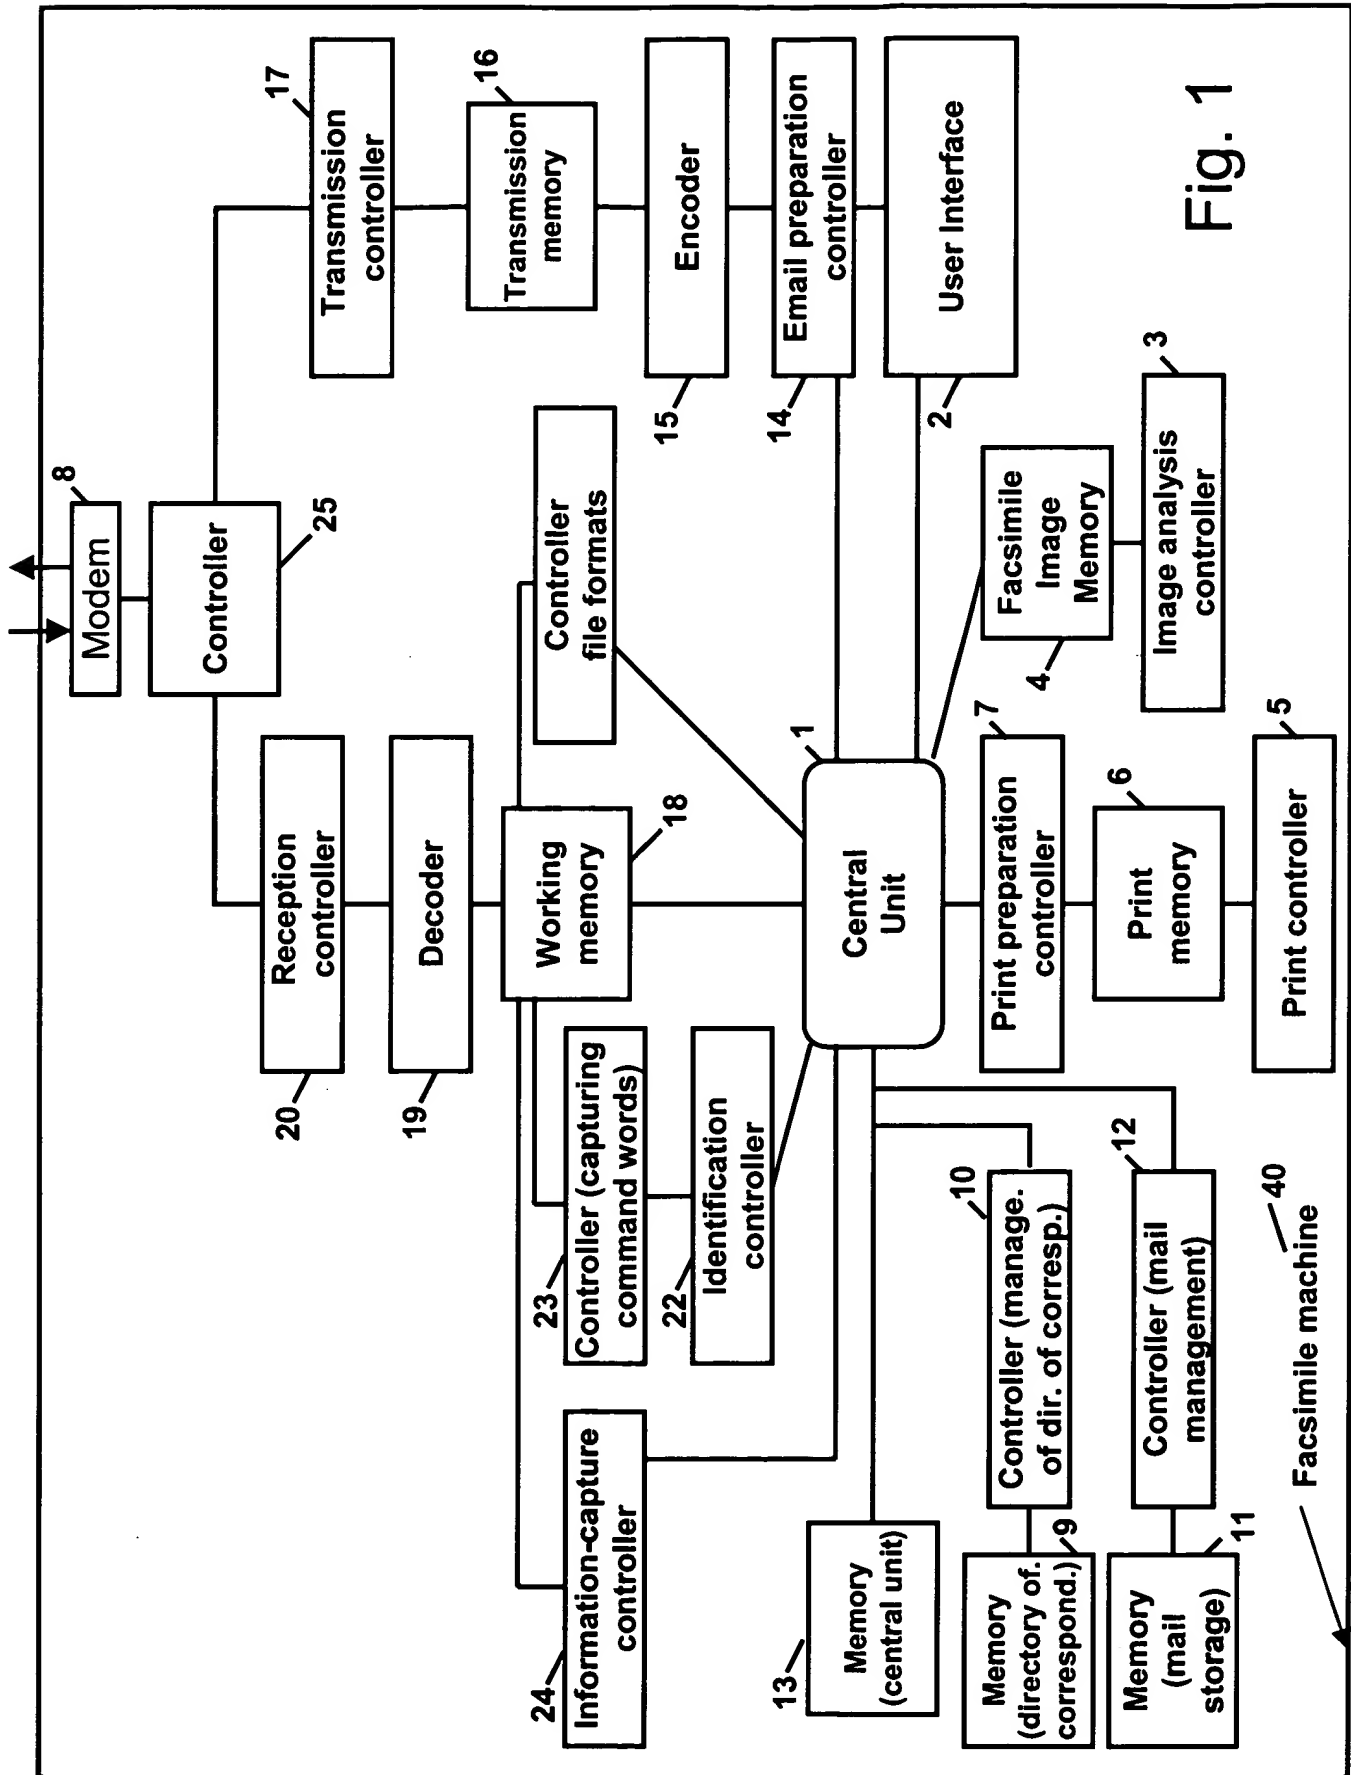 8
Modem
Controller
25
17
Transmission
controller
16
Transmission
memory
15
Encoder
14
Email preparation
controller
2
User Interface
20
Reception
controller
19
Decoder
Working
memory
18
Controller
file formats
24
Information-capture
controller
23
Controller (capturing
command words)
22
Identification
controller
1
Central
Unit
13
Memory
(central unit)
10
Controller (manage.
of dir. of corresp.)
9
Memory
(directory of.
correspond.)
12
Controller (mail
management)
11
Memory
(mail
storage)
7
Print preparation
controller
6
Print
memory
5
Print controller
4
Facsimile
Image
Memory
3
Image analysis
controller
40
Facsimile machine
Fig. 1